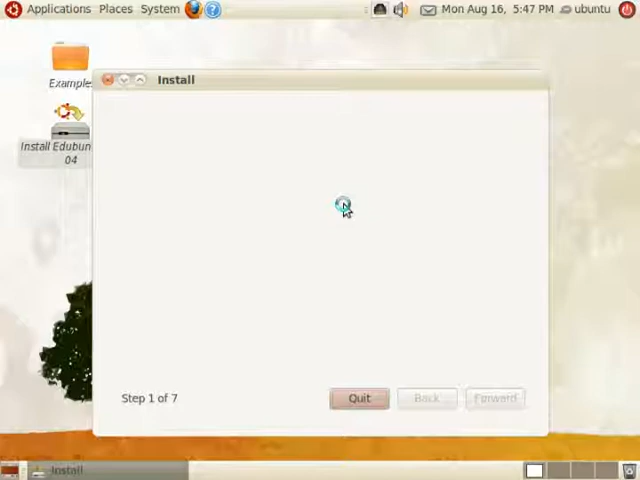 Applications Places System
Mon Aug 16, 5:47 PM ubuntu
Examples
Install
Install Edubun
04
Step 1 of 7
Quit Back Forward
Install